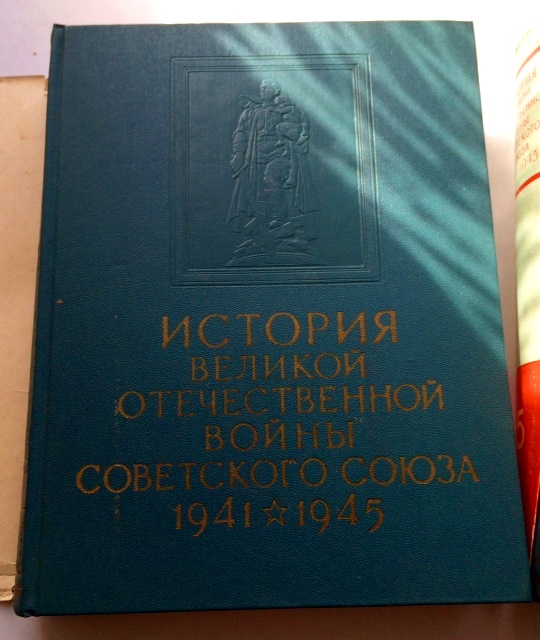 ИСТОРИЯ
ВЕЛИКОЙ
ОТЕЧЕСТВЕННОЙ
ВОЙНЫ
СОВЕТСКОГО СОЮЗА
1941☆1945